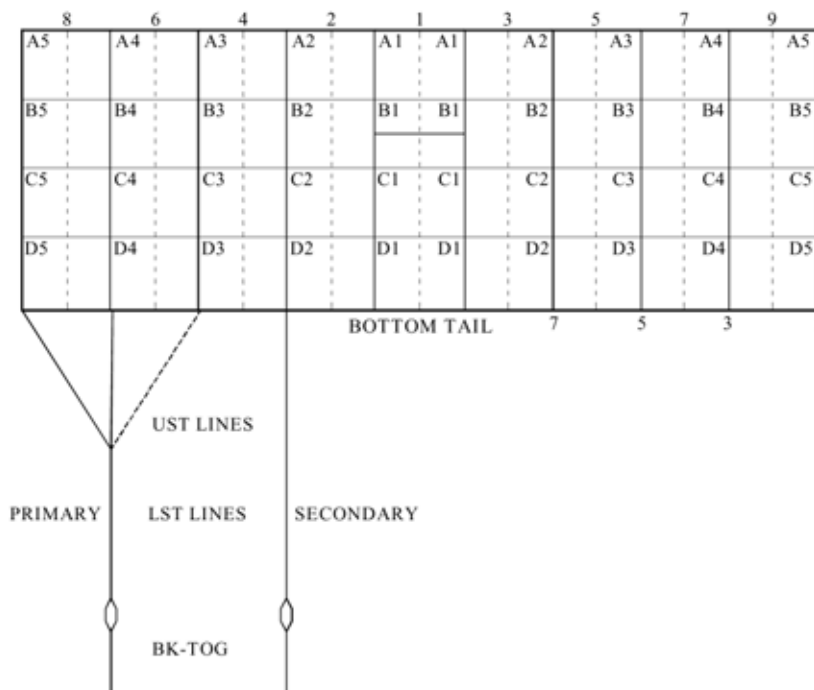 8 6 4 2 1 3 5 7 9
A5 A4 A3 A2 A1 A1 A2 A3 A4 A5
B5 B4 B3 B2 B1 B1 B2 B3 B4 B5
C5 C4 C3 C2 C1 C1 C2 C3 C4 C5
D5 D4 D3 D2 D1 D1 D2 D3 D4 D5
BOTTOM TAIL 7 5 3
UST LINES
PRIMARY LST LINES SECONDARY
BK-TOG